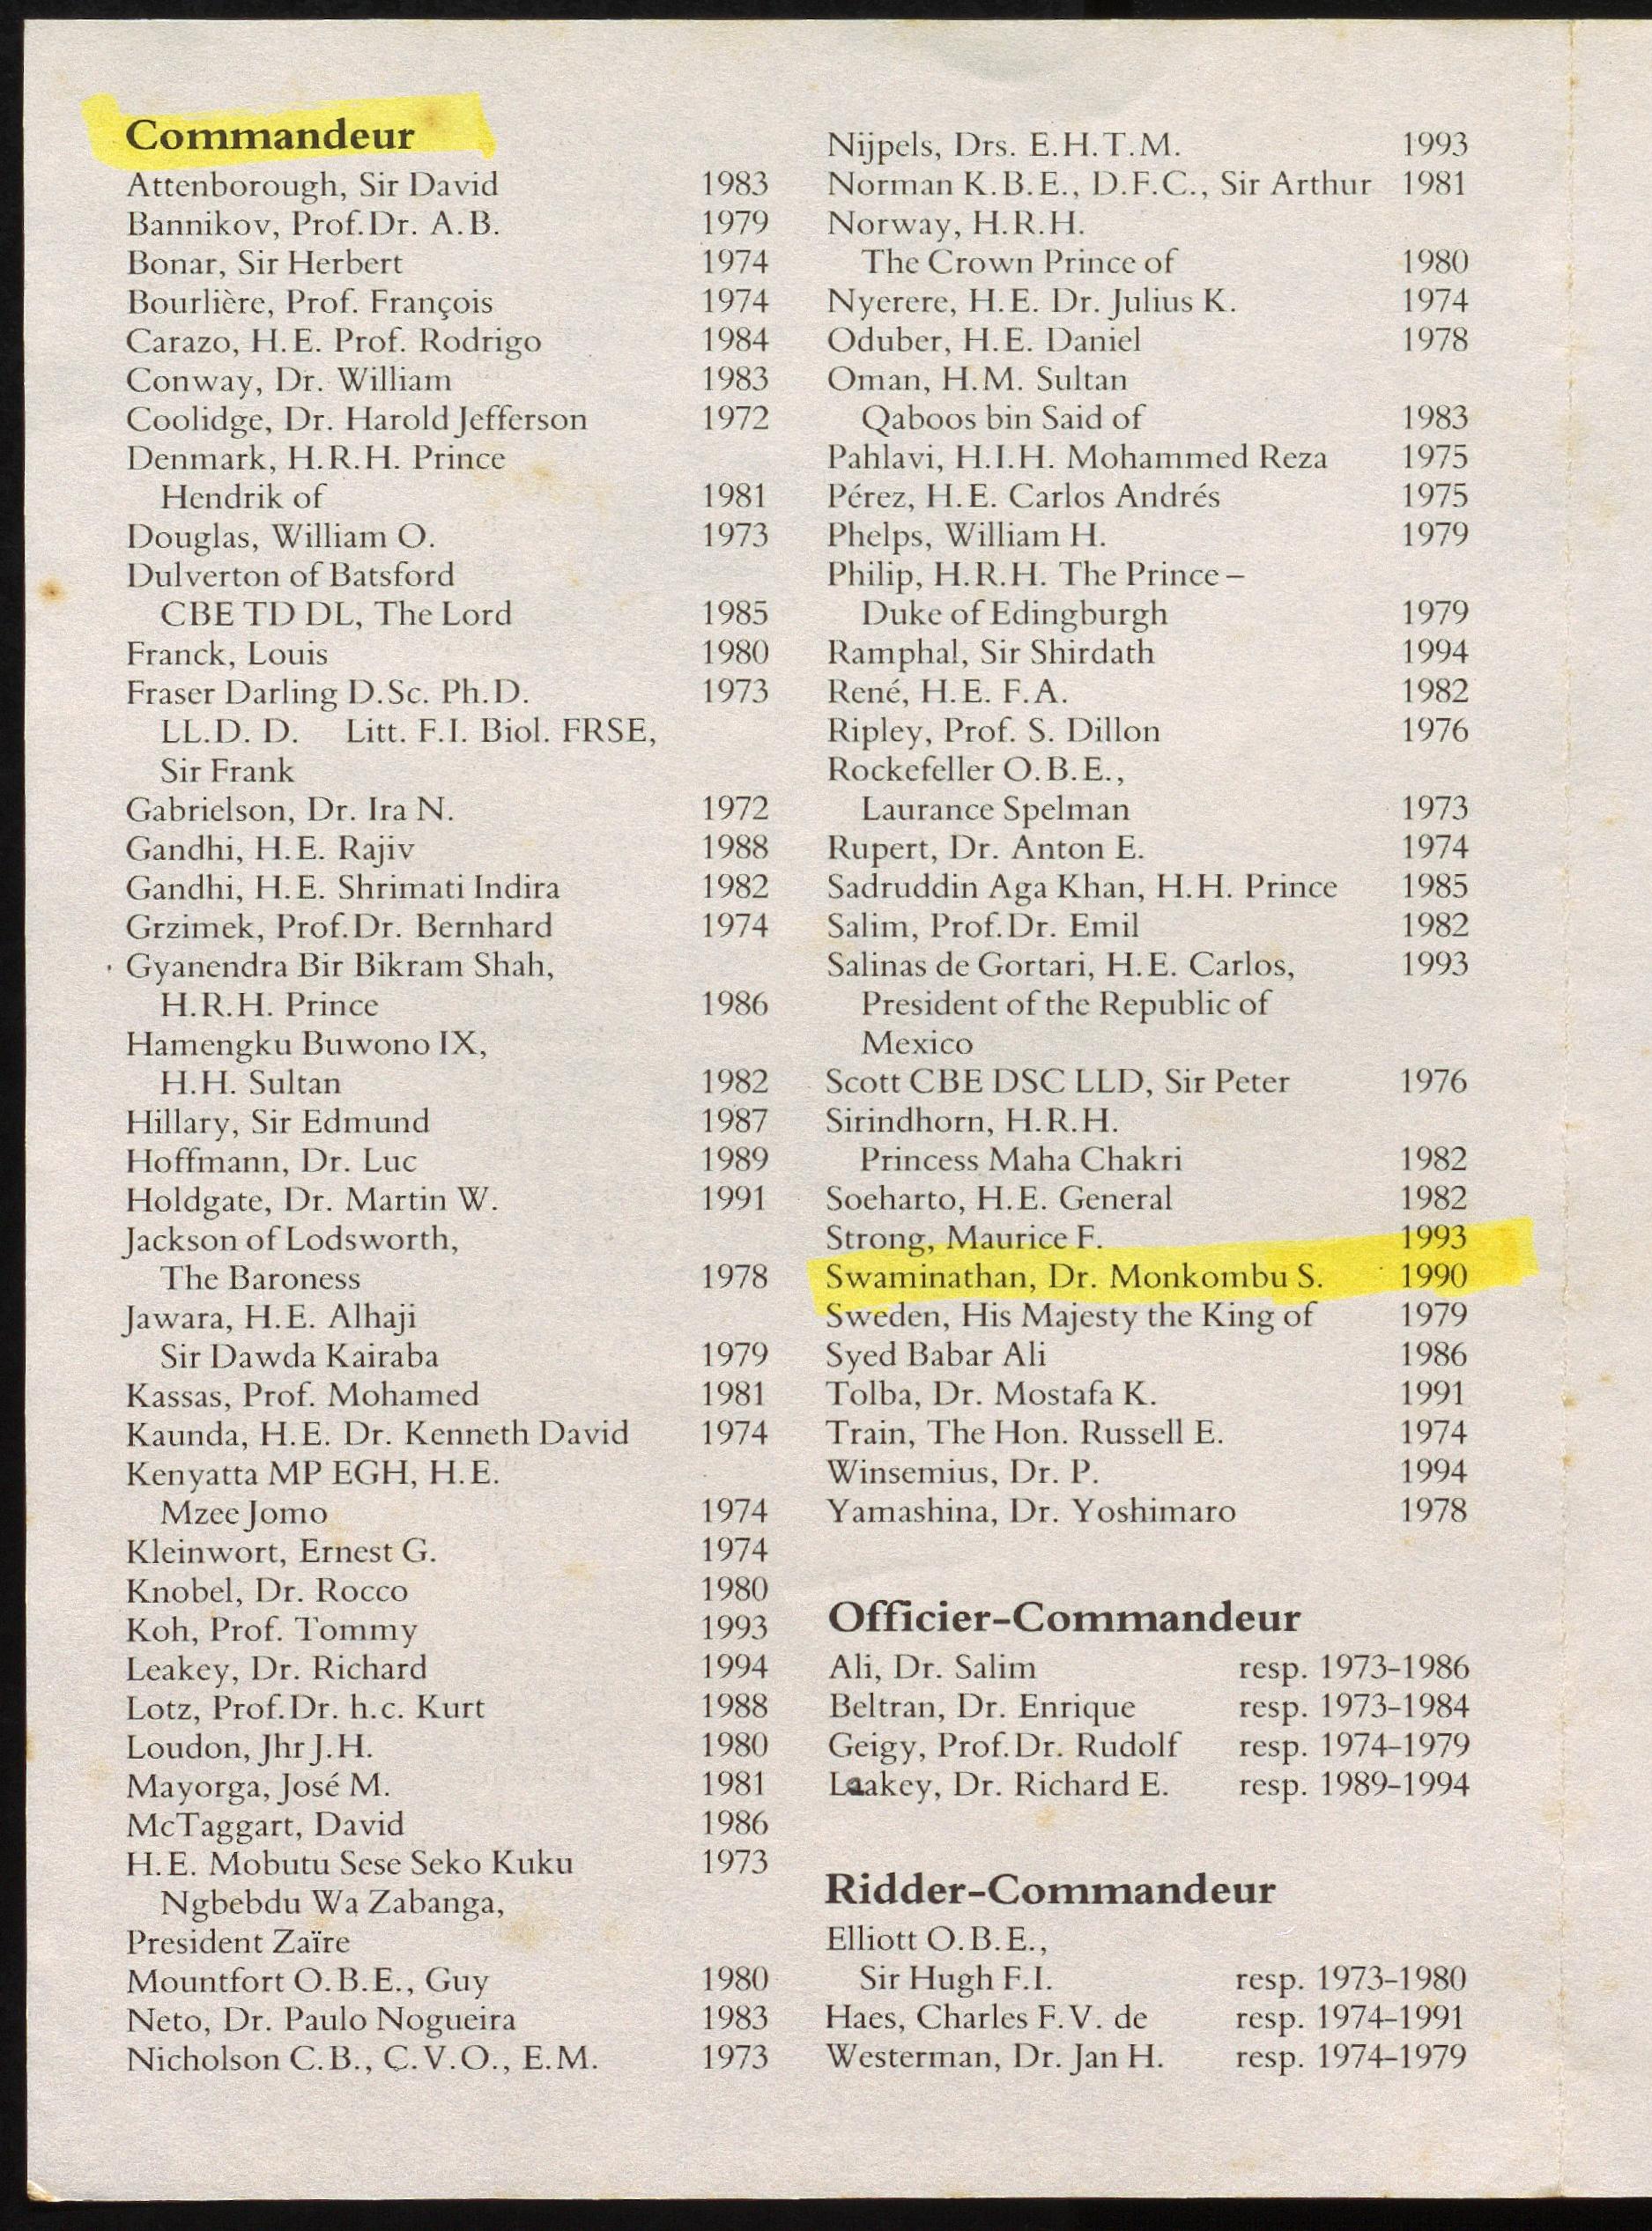 Commandeur
Attenborough, Sir David 1983
Bannikov, Prof.Dr. A.B. 1979
Bonar, Sir Herbert 1974
Bourlière, Prof. François 1974
Carazo, H.E. Prof. Rodrigo 1984
Conway, Dr. William 1983
Coolidge, Dr. Harold Jefferson 1972
Denmark, H.R.H. Prince
Hendrik of 1981
Douglas, William O. 1973
Dulverton of Batsford
CBE TD DL, The Lord 1985
Franck, Louis 1980
Fraser Darling D.Sc. Ph.D. 1973
LL.D. D. Litt. F.I. Biol. FRSE,
Sir Frank
Gabrielson, Dr. Ira N. 1972
Gandhi, H.E. Rajiv 1988
Gandhi, H.E. Shrimati Indira 1982
Grzimek, Prof.Dr. Bernhard 1974
Gyanendra Bir Bikram Shah,
H.R.H. Prince 1986
Hamengku Buwono IX,
H.H. Sultan 1982
Hillary, Sir Edmund 1987
Hoffmann, Dr. Luc 1989
Holdgate, Dr. Martin W. 1991
Jackson of Lodsworth,
The Baroness 1978
Jawara, H.E. Alhaji
Sir Dawda Kairaba 1979
Kassas, Prof. Mohamed 1981
Kaunda, H.E. Dr. Kenneth David 1974
Kenyatta MP EGH, H.E.
Mzee Jomo 1974
Kleinwort, Ernest G. 1974
Knobel, Dr. Rocco 1980
Koh, Prof. Tommy 1993
Leakey, Dr. Richard 1994
Lotz, Prof.Dr. h.c. Kurt 1988
Loudon, Jhr J.H. 1980
Mayorga, José M. 1981
McTaggart, David 1986
H.E. Mobutu Sese Seko Kuku 1973
Ngbebdu Wa Zabanga,
President Zaïre
Mountfort O.B.E., Guy 1980
Neto, Dr. Paulo Nogueira 1983
Nicholson C.B., C.V.O., E.M. 1973
Nijpels, Drs. E.H.T.M. 1993
Norman K.B.E., D.F.C., Sir Arthur 1981
Norway, H.R.H.
The Crown Prince of 1980
Nyerere, H.E. Dr. Julius K. 1974
Oduber, H.E. Daniel 1978
Oman, H.M. Sultan
Qaboos bin Said of 1983
Pahlavi, H.I.H. Mohammed Reza 1975
Pérez, H.E. Carlos Andrés 1975
Phelps, William H. 1979
Philip, H.R.H. The Prince –
Duke of Edingburgh 1979
Ramphal, Sir Shirdath 1994
René, H.E. F.A. 1982
Ripley, Prof. S. Dillon 1976
Rockefeller O.B.E.,
Laurance Spelman 1973
Rupert, Dr. Anton E. 1974
Sadruddin Aga Khan, H.H. Prince 1985
Salim, Prof.Dr. Emil 1982
Salinas de Gortari, H.E. Carlos, 1993
President of the Republic of
Mexico
Scott CBE DSC LLD, Sir Peter 1976
Sirindhorn, H.R.H.
Princess Maha Chakri 1982
Soeharto, H.E. General 1982
Strong, Maurice F. 1993
Swaminathan, Dr. Monkombu S. 1990
Sweden, His Majesty the King of 1979
Syed Babar Ali 1986
Tolba, Dr. Mostafa K. 1991
Train, The Hon. Russell E. 1974
Winsemius, Dr. P. 1994
Yamashina, Dr. Yoshimaro 1978
Officier-Commandeur
Ali, Dr. Salim resp. 1973-1986
Beltran, Dr. Enrique resp. 1973-1984
Geigy, Prof.Dr. Rudolf resp. 1974-1979
Leakey, Dr. Richard E. resp. 1989-1994
Ridder-Commandeur
Elliott O.B.E.,
Sir Hugh F.I. resp. 1973-1980
Haes, Charles F.V. de resp. 1974-1991
Westerman, Dr. Jan H. resp. 1974-1979